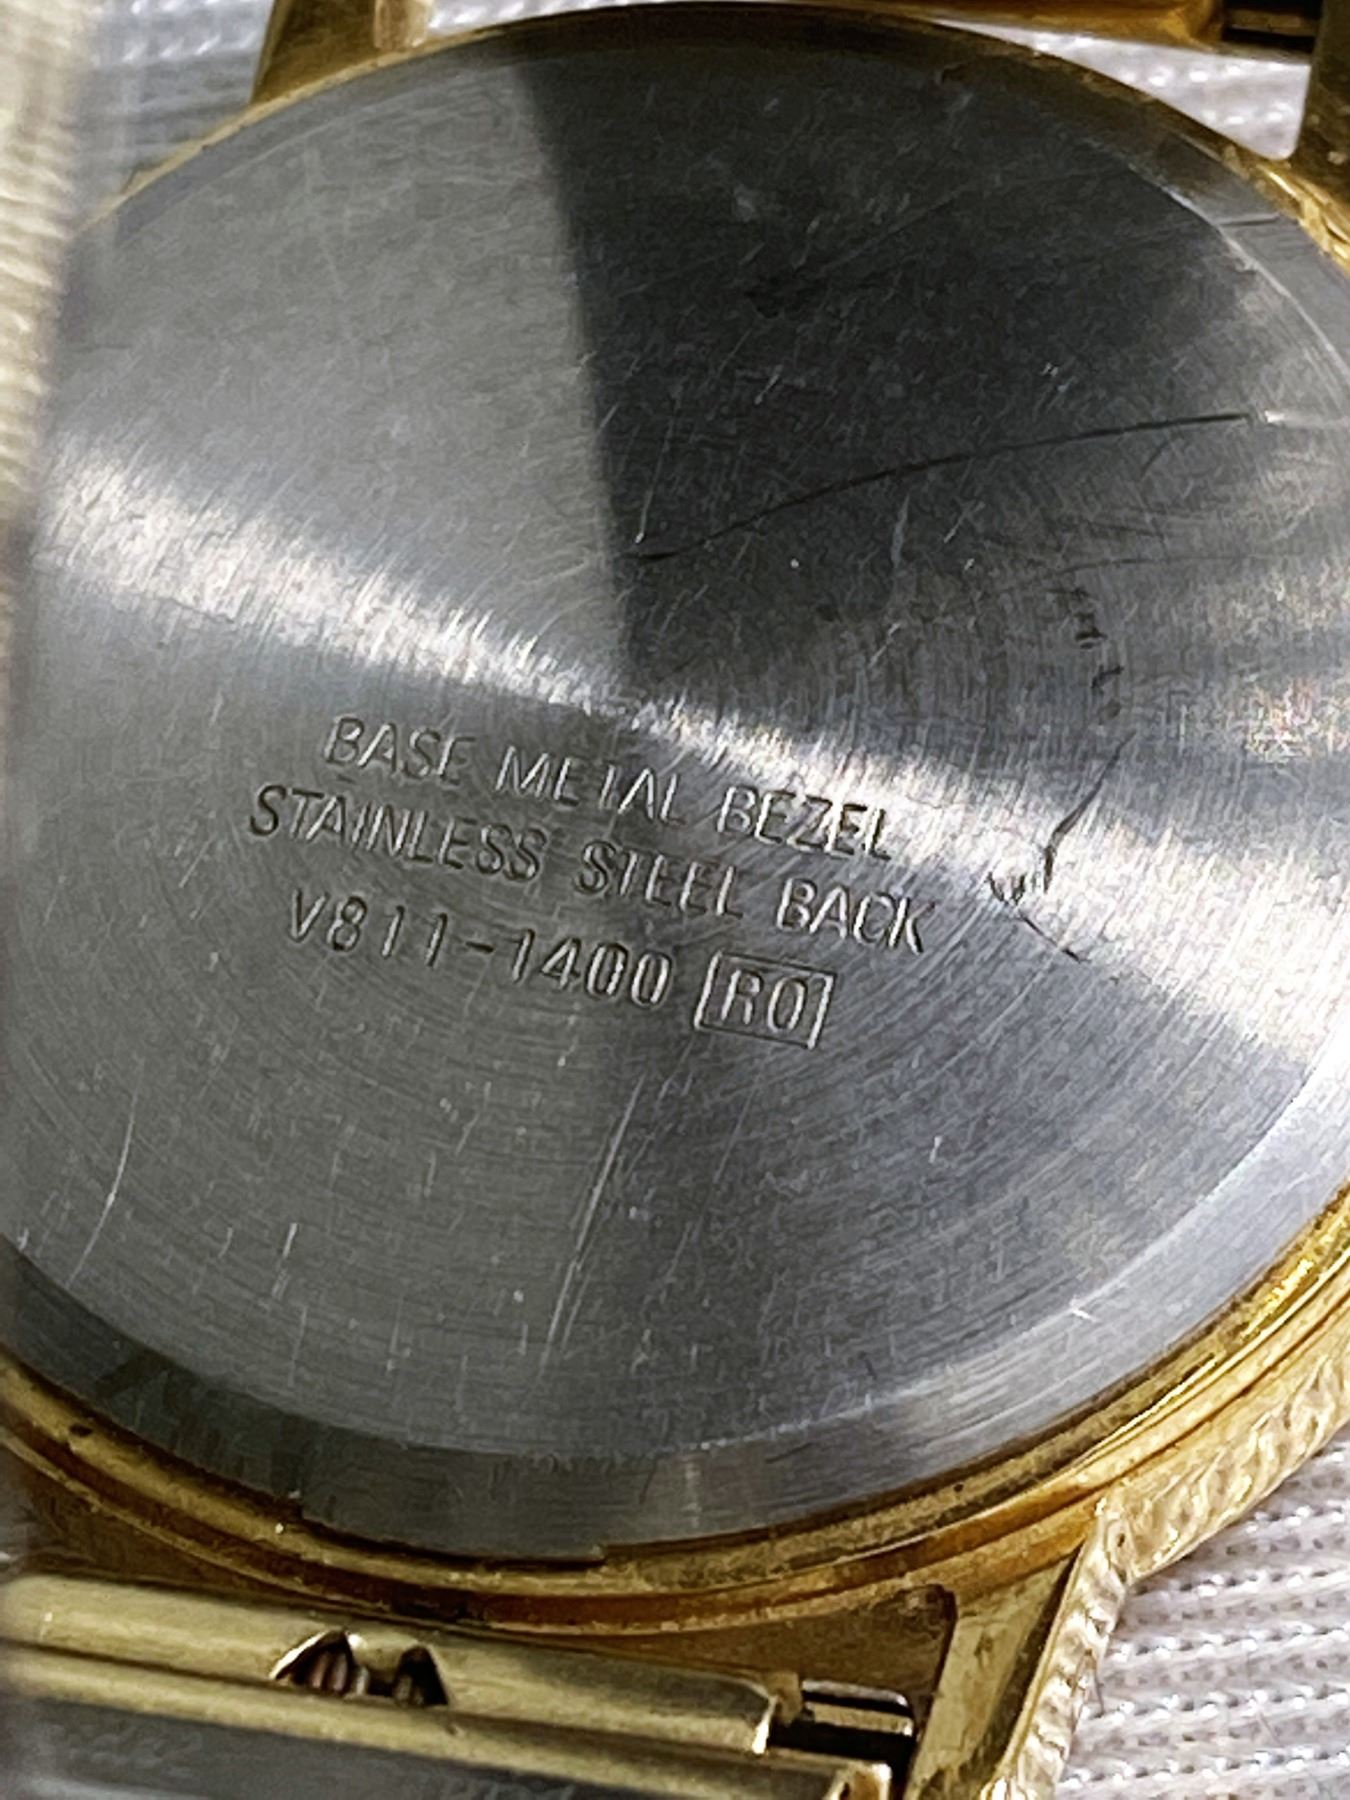 BASE METAL BEZEL
STAINLESS STEEL BACK
V811-1400 R0